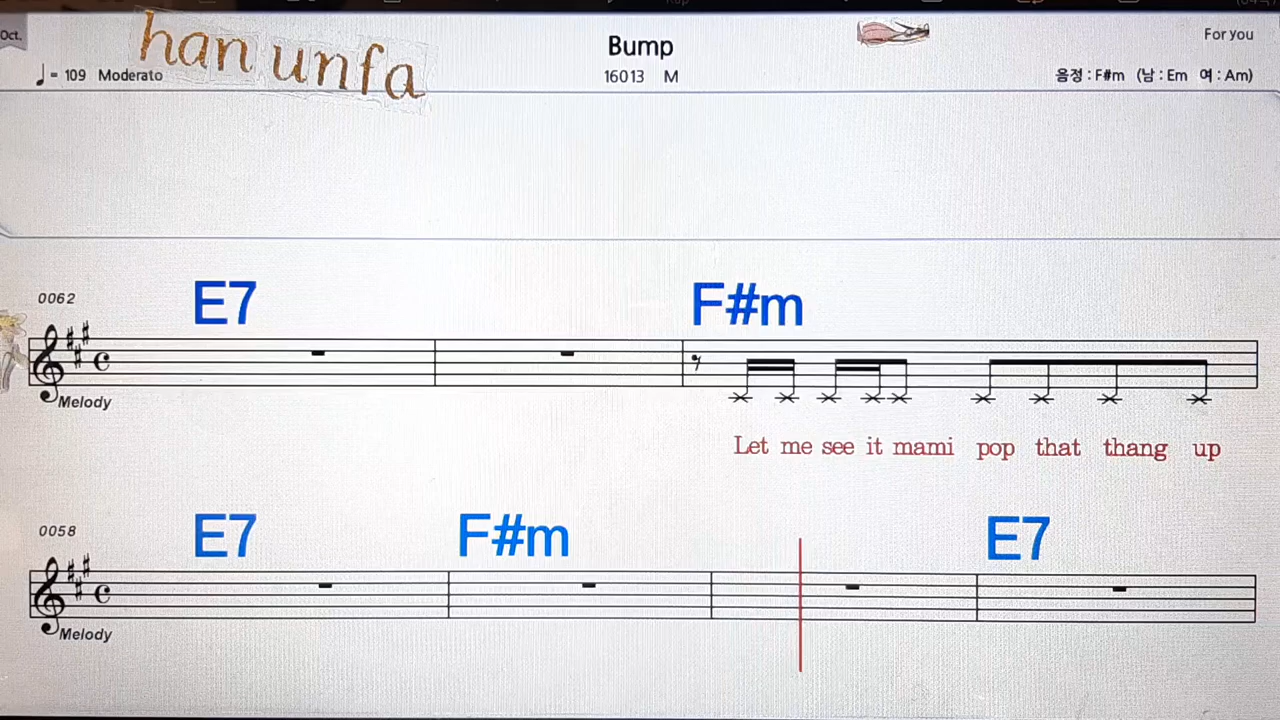 Oct.
han unfa
Bump
For you
= 109 Moderato
16013 M
음정 : F#m (남 : Em 여 : Am)
0062
E7
F#m
Melody
Let me see it mami pop that thang up
0058
E7 F#m E7
Melody